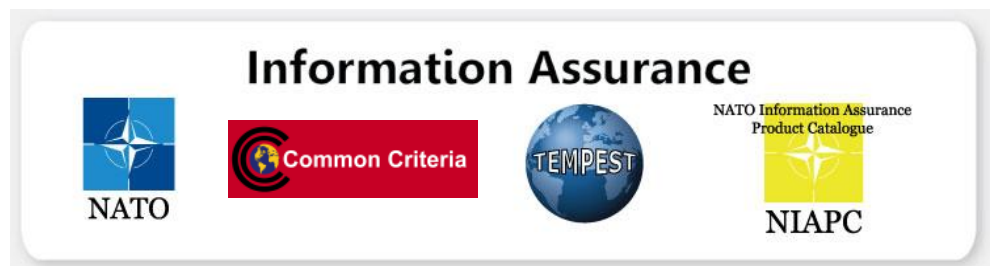 Information Assurance
NATO
Common Criteria
TEMPEST
NATO Information Assurance
Product Catalogue
NIAPC